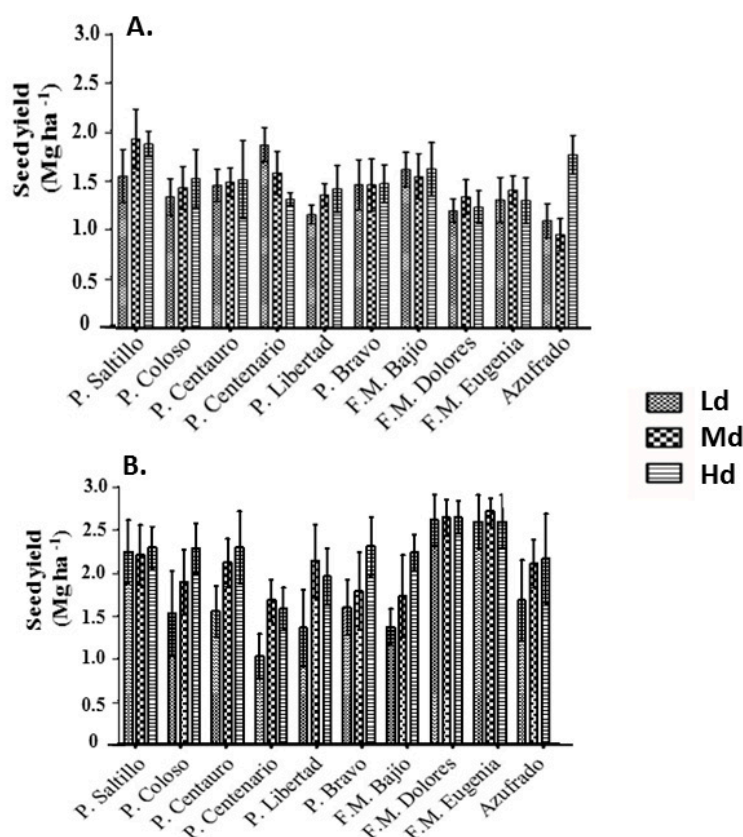 A.
Seed yield
(Mg ha ⁻¹)
3.0
2.5
2.0
1.5
1.0
0.5
0
P. Saltillo
P. Coloso
P. Centauro
P. Centenario
P. Libertad
P. Bravo
F.M. Bajío
F.M. Dolores
F.M. Eugenia
Azufrado
Ld
Md
Hd
B.
Seed yield
(Mg ha ⁻¹)
3.0
2.5
2.0
1.5
1.0
0.5
0
P. Saltillo
P. Coloso
P. Centauro
P. Centenario
P. Libertad
P. Bravo
F.M. Bajío
F.M. Dolores
F.M. Eugenia
Azufrado